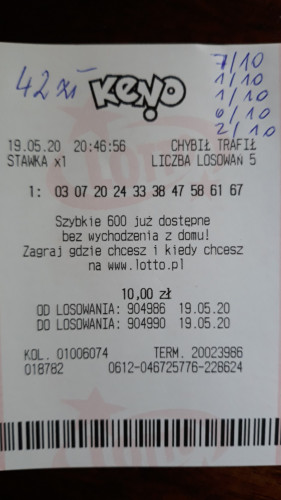 7/10
42 zł
KENO
1/10
1/10
6/10
2/10
19.05.20 20:46:56 CHYBIŁ TRAFIŁ
STAWKA x1 LICZBA LOSOWAŃ 5
1: 03 07 20 24 33 38 47 58 61 67
Szybkie 600 już dostępne
bez wychodzenia z domu!
Zagraj gdzie chcesz i kiedy chcesz
na www.lotto.pl
10,00 zł
OD LOSOWANIA: 904986 19.05.20
DO LOSOWANIA: 904990 19.05.20
KOL. 01006074 TERM. 20023986
018782 0612-046725776-228624